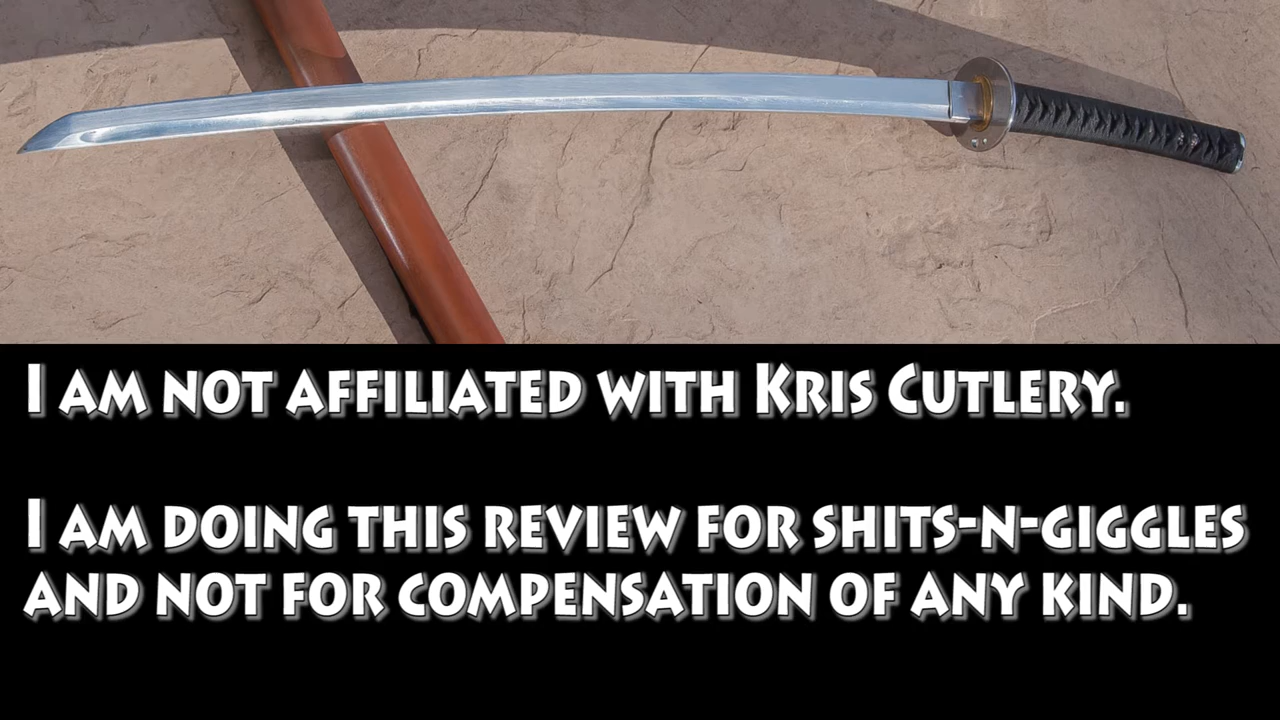 I am not affiliated with Kris Cutlery.
I am doing this review for shits-n-giggles
and not for compensation of any kind.